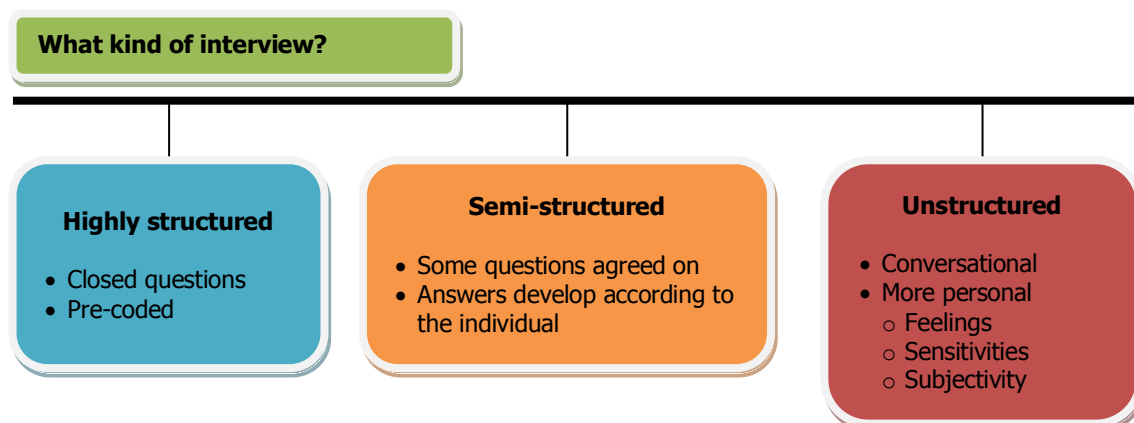 What kind of interview?
Highly structured
• Closed questions
• Pre-coded
Semi-structured
• Some questions agreed on
• Answers develop according to
the individual
Unstructured
• Conversational
• More personal
o Feelings
o Sensitivities
o Subjectivity